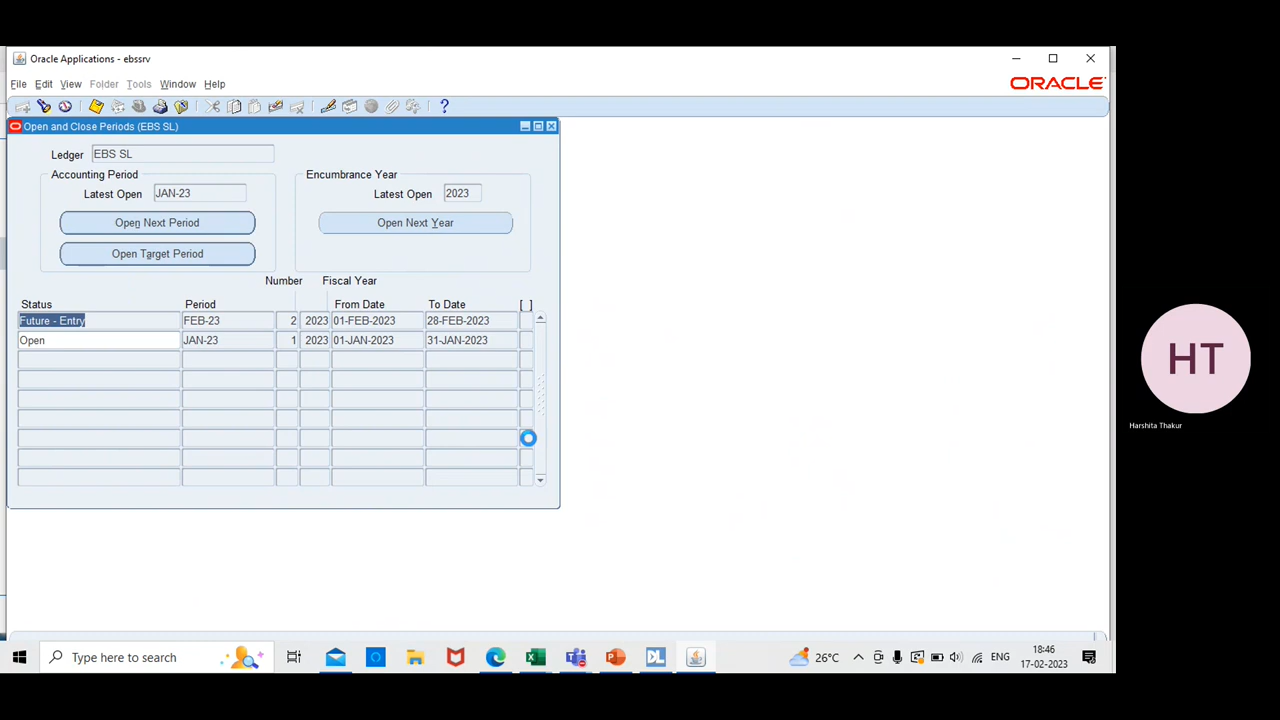 Oracle Applications - ebssrv
File Edit View Folder Tools Window Help
ORACLE
Open and Close Periods (EBS SL)
Ledger EBS SL
Accounting Period Encumbrance Year
Latest Open JAN-23 Latest Open 2023
Open Next Period Open Next Year
Open Target Period
Number Fiscal Year
Status Period From Date To Date [ ]
Future - Entry FEB-23 2 2023 01-FEB-2023 28-FEB-2023
Open JAN-23 1 2023 01-JAN-2023 31-JAN-2023
HT
Harshita Thakur
Type here to search 26°C ENG 18:46
17-02-2023